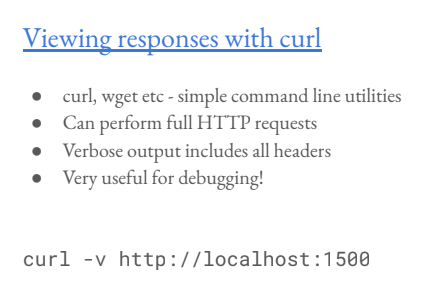 Viewing responses with curl
● curl, wget etc - simple command line utilities
● Can perform full HTTP requests
● Verbose output includes all headers
● Very useful for debugging!
curl -v http://localhost:1500